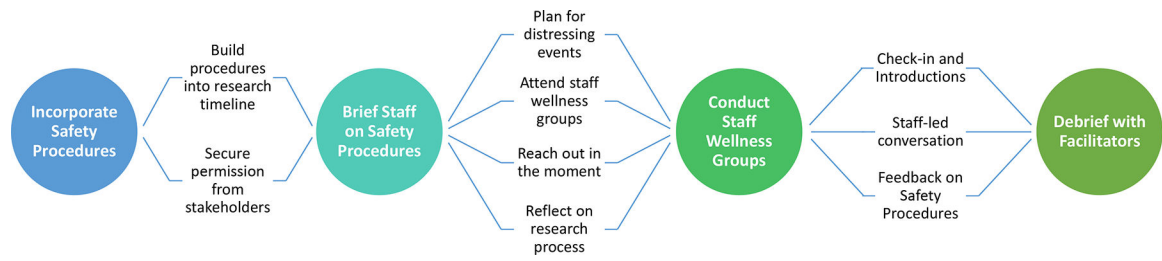 Incorporate
Safety
Procedures
Build
procedures
into research
timeline
Secure
permission
from
stakeholders
Brief Staff
on Safety
Procedures
Plan for
distressing
events
Attend staff
wellness
groups
Reach out in
the moment
Reflect on
research
process
Conduct
Staff
Wellness
Groups
Check-in and
Introductions
Staff-led
conversation
Feedback on
Safety
Procedures
Debrief with
Facilitators